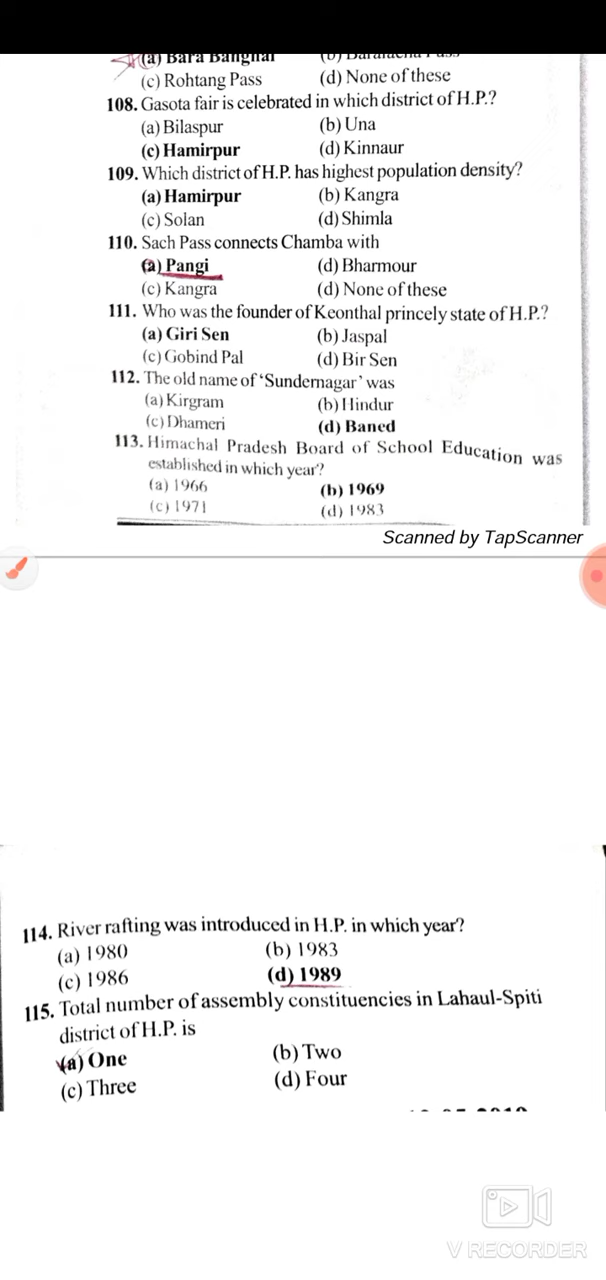 (a) Bara Banghal
(c) Rohtang Pass (d) None of these
108. Gasota fair is celebrated in which district of H.P.?
(a) Bilaspur (b) Una
(c) Hamirpur (d) Kinnaur
109. Which district of H.P. has highest population density?
(a) Hamirpur (b) Kangra
(c) Solan (d) Shimla
110. Sach Pass connects Chamba with
(a) Pangi (d) Bharmour
(c) Kangra (d) None of these
111. Who was the founder of Keonthal princely state of H.P.?
(a) Giri Sen (b) Jaspal
(c) Gobind Pal (d) Bir Sen
112. The old name of 'Sundernagar' was
(a) Kirgram (b) Hindur
(c) Dhameri (d) Baned
113. Himachal Pradesh Board of School Education was
established in which year?
(a) 1966 (b) 1969
(c) 1971 (d) 1983
Scanned by TapScanner
114. River rafting was introduced in H.P. in which year?
(a) 1980 (b) 1983
(c) 1986 (d) 1989
115. Total number of assembly constituencies in Lahaul-Spiti
district of H.P. is
(a) One (b) Two
(c) Three (d) Four
V RECORDER